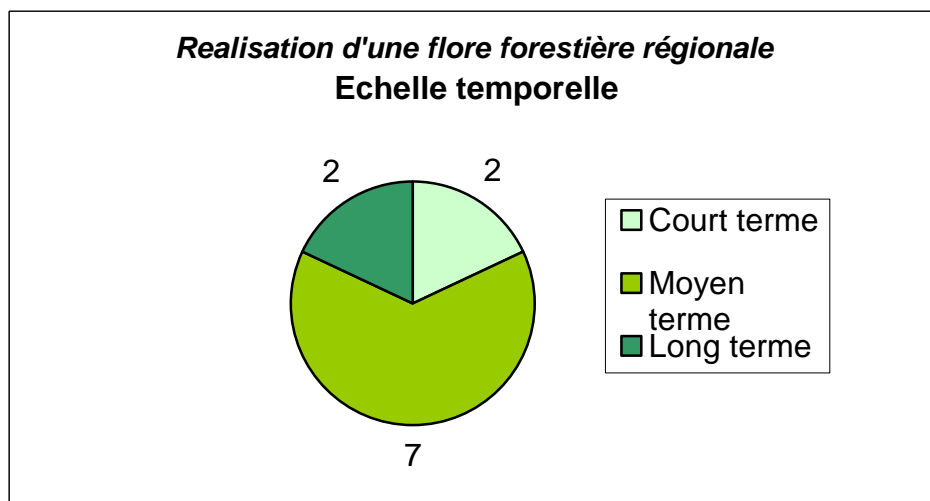 Realisation d'une flore forestière régionale
Echelle temporelle
2
2
Court terme
Moyen
terme
Long terme
7